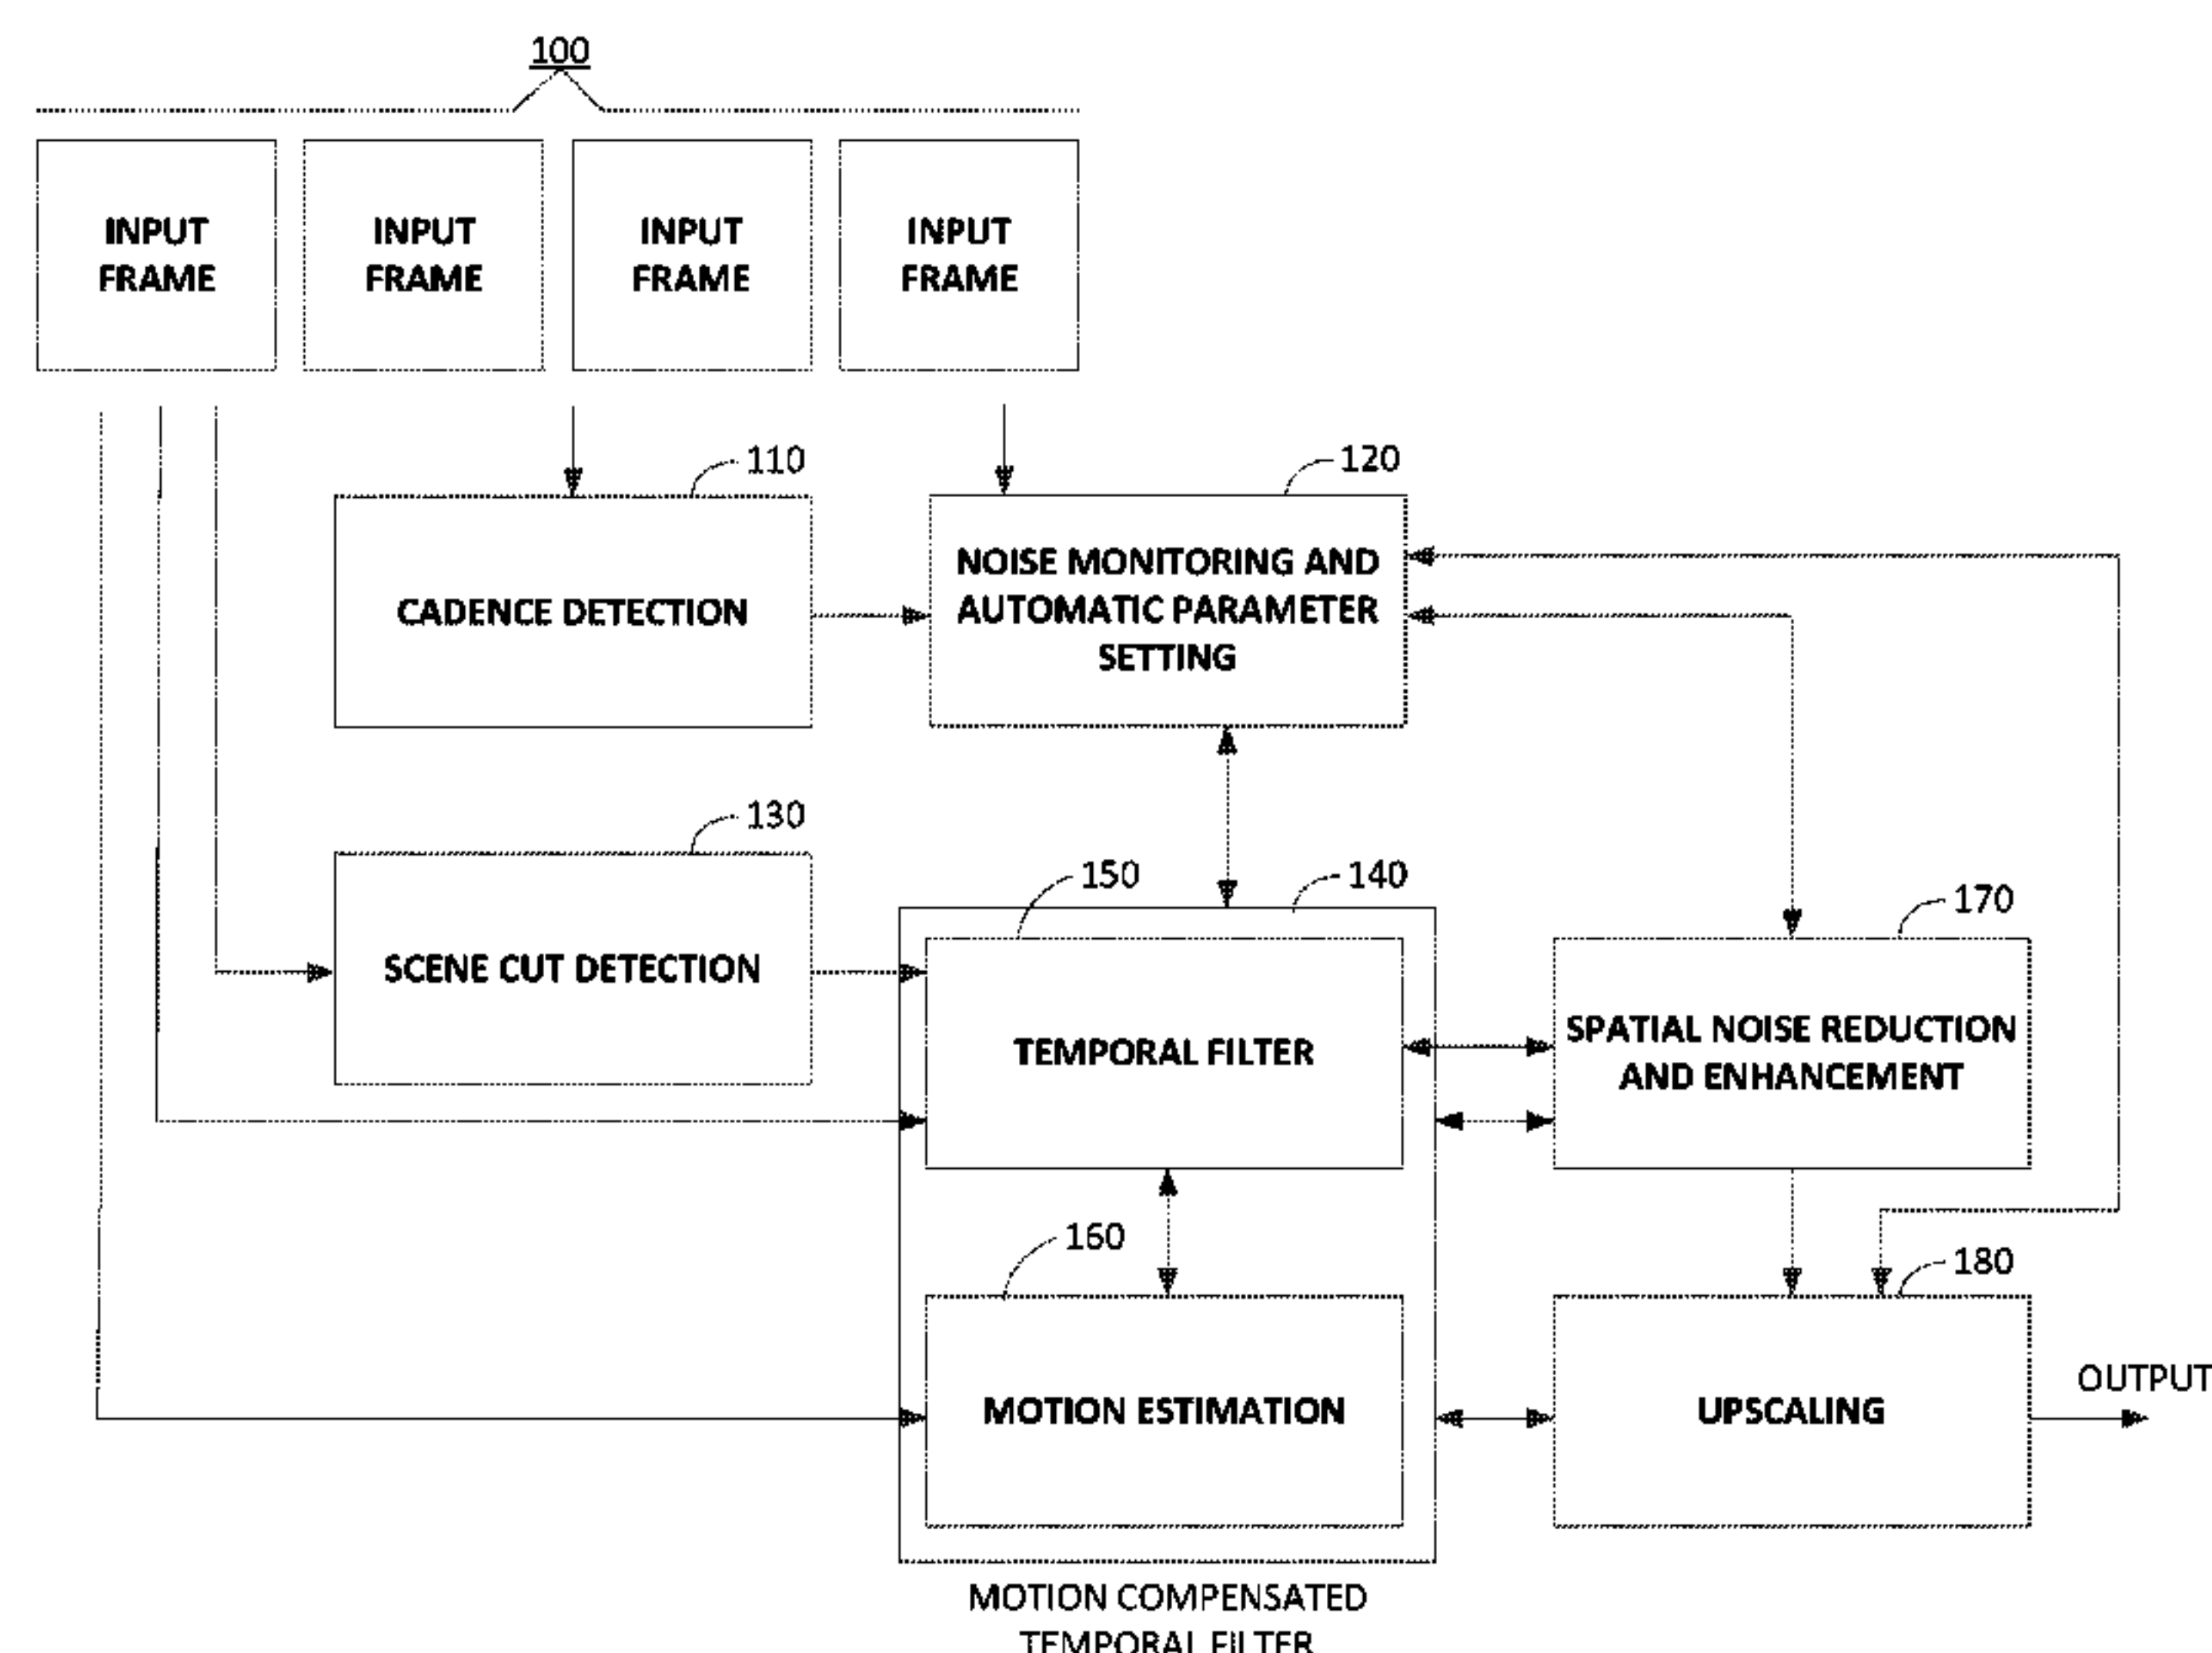 100
INPUT
FRAME
INPUT
FRAME
INPUT
FRAME
INPUT
FRAME
110
120
CADENCE DETECTION
NOISE MONITORING AND
AUTOMATIC PARAMETER
SETTING
130
150
140
170
SCENE CUT DETECTION
TEMPORAL FILTER
SPATIAL NOISE REDUCTION
AND ENHANCEMENT
160
180
MOTION ESTIMATION
UPSCALING
OUTPUT
MOTION COMPENSATED
TEMPORAL FILTER